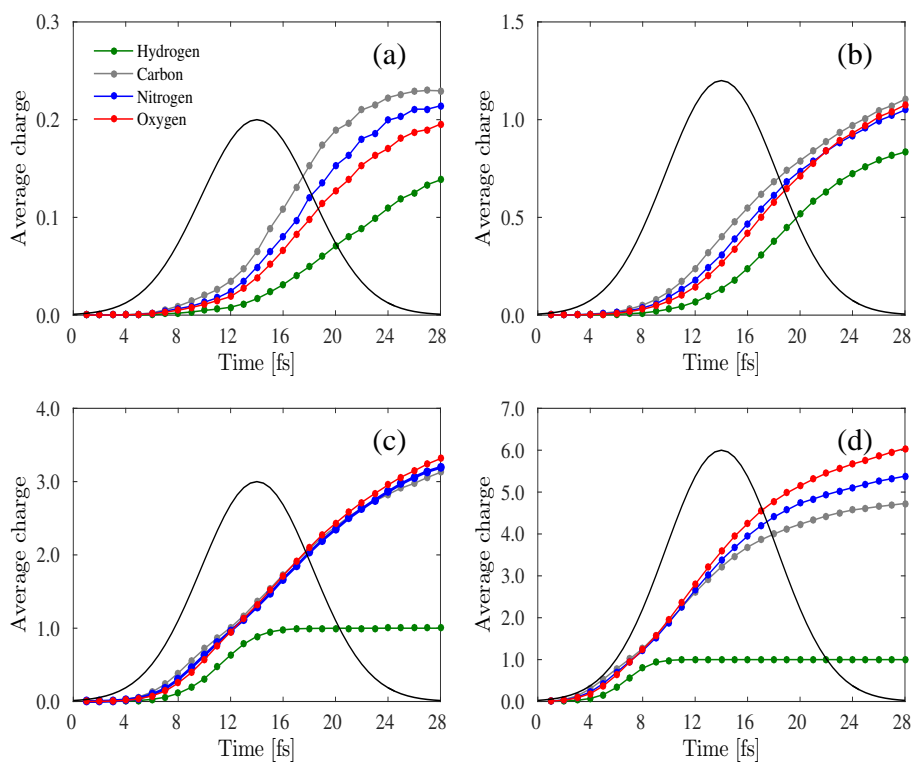 0.3
0.2
0.1
0.0
Average charge
Hydrogen
Carbon
Nitrogen
Oxygen
(a)
0 4 8 12 16 20 24 28
Time [fs]
1.5
1.0
0.5
0.0
Average charge
(b)
0 4 8 12 16 20 24 28
Time [fs]
4.0
3.0
2.0
1.0
0.0
Average charge
(c)
0 4 8 12 16 20 24 28
Time [fs]
7.0
6.0
5.0
4.0
3.0
2.0
1.0
0.0
Average charge
(d)
0 4 8 12 16 20 24 28
Time [fs]